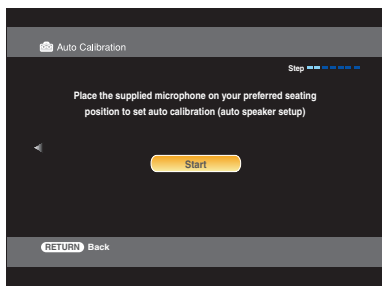 Auto Calibration
Step
Place the supplied microphone on your preferred seating
position to set auto calibration (auto speaker setup)
Start
RETURN Back